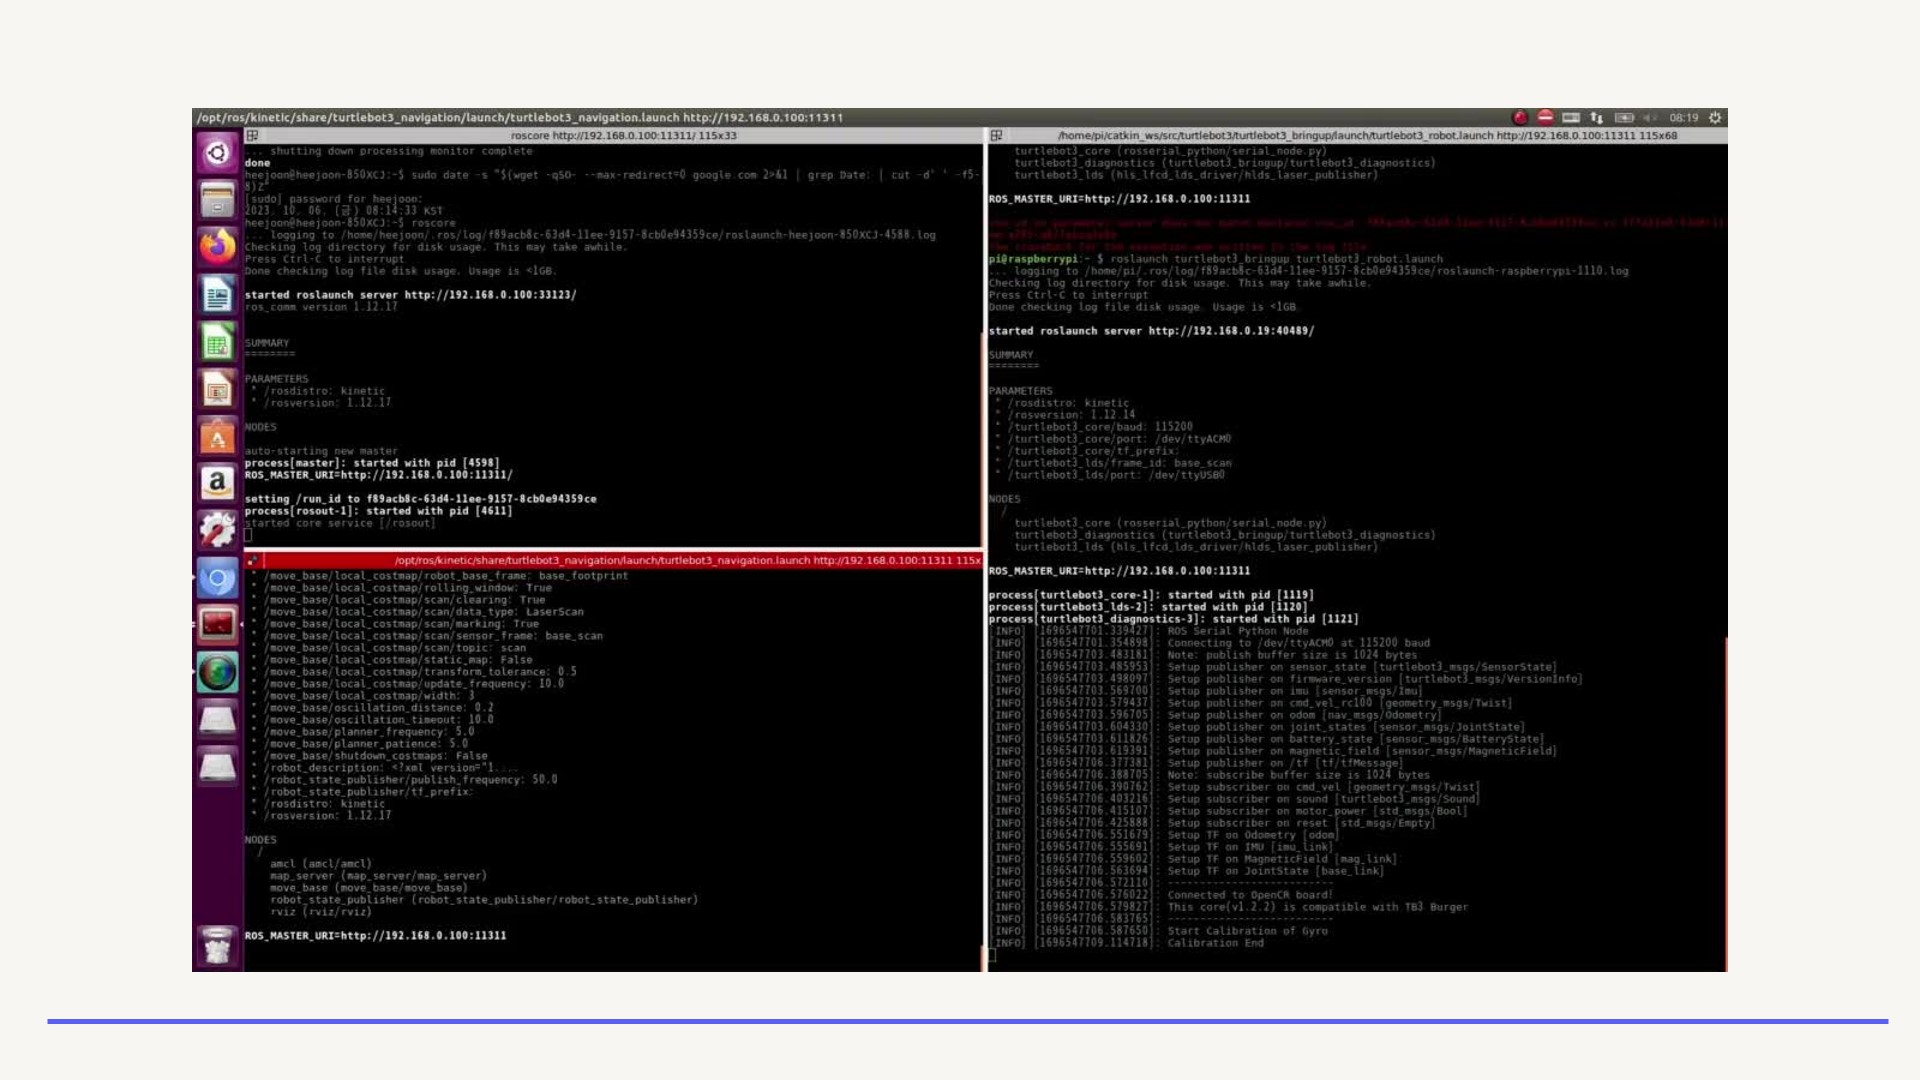 /opt/ros/kinetic/share/turtlebot3_navigation/launch/turtlebot3_navigation.launch http://192.168.0.100:11311
08:19
roscore http://192.168.0.100:11311/ 115x33
... shutting down processing monitor complete
done
heejoon@heejoon-850XCJ:~$ sudo date -s "$(wget -qSO- --max-redirect=0 google.com 2>&1 | grep Date: | cut -d' ' -f5-
8)Z"
[sudo] password for heejoon:
2023. 10. 06. (금) 08:14:33 KST
heejoon@heejoon-850XCJ:~$ roscore
... logging to /home/heejoon/.ros/log/f89acb8c-63d4-11ee-9157-8cb0e94359ce/roslaunch-heejoon-850XCJ-4588.log
Checking log directory for disk usage. This may take awhile.
Press Ctrl-C to interrupt
Done checking log file disk usage. Usage is <1GB.
started roslaunch server http://192.168.0.100:33123/
ros_comm version 1.12.17
SUMMARY
========
PARAMETERS
* /rosdistro: kinetic
* /rosversion: 1.12.17
NODES
auto-starting new master
process[master]: started with pid [4598]
ROS_MASTER_URI=http://192.168.0.100:11311/
setting /run_id to f89acb8c-63d4-11ee-9157-8cb0e94359ce
process[rosout-1]: started with pid [4611]
started core service [/rosout]
/opt/ros/kinetic/share/turtlebot3_navigation/launch/turtlebot3_navigation.launch http://192.168.0.100:11311 115x
* /move_base/local_costmap/robot_base_frame: base_footprint
* /move_base/local_costmap/rolling_window: True
* /move_base/local_costmap/scan/clearing: True
* /move_base/local_costmap/scan/data_type: LaserScan
* /move_base/local_costmap/scan/marking: True
* /move_base/local_costmap/scan/sensor_frame: base_scan
* /move_base/local_costmap/scan/topic: scan
* /move_base/local_costmap/static_map: False
* /move_base/local_costmap/transform_tolerance: 0.5
* /move_base/local_costmap/update_frequency: 10.0
* /move_base/local_costmap/width: 3
* /move_base/oscillation_distance: 0.2
* /move_base/oscillation_timeout: 10.0
* /move_base/planner_frequency: 5.0
* /move_base/planner_patience: 5.0
* /move_base/shutdown_costmaps: False
* /robot_description: <?xml version="1....
* /robot_state_publisher/publish_frequency: 50.0
* /robot_state_publisher/tf_prefix:
* /rosdistro: kinetic
* /rosversion: 1.12.17
NODES
/
amcl (amcl/amcl)
map_server (map_server/map_server)
move_base (move_base/move_base)
robot_state_publisher (robot_state_publisher/robot_state_publisher)
rviz (rviz/rviz)
ROS_MASTER_URI=http://192.168.0.100:11311
/home/pi/catkin_ws/src/turtlebot3/turtlebot3_bringup/launch/turtlebot3_robot.launch http://192.168.0.100:11311 115x68
turtlebot3_core (rosserial_python/serial_node.py)
turtlebot3_diagnostics (turtlebot3_bringup/turtlebot3_diagnostics)
turtlebot3_lds (hls_lfcd_lds_driver/hlds_laser_publisher)
ROS_MASTER_URI=http://192.168.0.100:11311
pi@raspberrypi:~ $ roslaunch turtlebot3_bringup turtlebot3_robot.launch
... logging to /home/pi/.ros/log/f89acb8c-63d4-11ee-9157-8cb0e94359ce/roslaunch-raspberrypi-1110.log
Checking log directory for disk usage. This may take awhile.
Press Ctrl-C to interrupt
Done checking log file disk usage. Usage is <1GB.
started roslaunch server http://192.168.0.19:40489/
SUMMARY
========
PARAMETERS
* /rosdistro: kinetic
* /rosversion: 1.12.14
* /turtlebot3_core/baud: 115200
* /turtlebot3_core/port: /dev/ttyACM0
* /turtlebot3_core/tf_prefix:
* /turtlebot3_lds/frame_id: base_scan
* /turtlebot3_lds/port: /dev/ttyUSB0
NODES
/
turtlebot3_core (rosserial_python/serial_node.py)
turtlebot3_diagnostics (turtlebot3_bringup/turtlebot3_diagnostics)
turtlebot3_lds (hls_lfcd_lds_driver/hlds_laser_publisher)
ROS_MASTER_URI=http://192.168.0.100:11311
process[turtlebot3_core-1]: started with pid [1119]
process[turtlebot3_lds-2]: started with pid [1120]
process[turtlebot3_diagnostics-3]: started with pid [1121]
[INFO] [1696547701.339427]: ROS Serial Python Node
[INFO] [1696547701.354898]: Connecting to /dev/ttyACM0 at 115200 baud
[INFO] [1696547703.483181]: Note: publish buffer size is 1024 bytes
[INFO] [1696547703.485953]: Setup publisher on sensor_state [turtlebot3_msgs/SensorState]
[INFO] [1696547703.498097]: Setup publisher on firmware_version [turtlebot3_msgs/VersionInfo]
[INFO] [1696547703.569700]: Setup publisher on imu [sensor_msgs/Imu]
[INFO] [1696547703.579437]: Setup publisher on cmd_vel_rc100 [geometry_msgs/Twist]
[INFO] [1696547703.596705]: Setup publisher on odom [nav_msgs/Odometry]
[INFO] [1696547703.604330]: Setup publisher on joint_states [sensor_msgs/JointState]
[INFO] [1696547703.611826]: Setup publisher on battery_state [sensor_msgs/BatteryState]
[INFO] [1696547703.619391]: Setup publisher on magnetic_field [sensor_msgs/MagneticField]
[INFO] [1696547706.377381]: Setup publisher on /tf [tf/tfMessage]
[INFO] [1696547706.388705]: Note: subscribe buffer size is 1024 bytes
[INFO] [1696547706.390762]: Setup subscriber on cmd_vel [geometry_msgs/Twist]
[INFO] [1696547706.403216]: Setup subscriber on sound [turtlebot3_msgs/Sound]
[INFO] [1696547706.415107]: Setup subscriber on motor_power [std_msgs/Bool]
[INFO] [1696547706.425888]: Setup subscriber on reset [std_msgs/Empty]
[INFO] [1696547706.551679]: Setup TF on Odometry [odom]
[INFO] [1696547706.555691]: Setup TF on IMU [imu_link]
[INFO] [1696547706.559602]: Setup TF on MagneticField [mag_link]
[INFO] [1696547706.563694]: Setup TF on JointState [base_link]
[INFO] [1696547706.572110]: --------------------------
[INFO] [1696547706.576022]: Connected to OpenCR board!
[INFO] [1696547706.579827]: This core(v1.2.2) is compatible with TB3 Burger
[INFO] [1696547706.583765]: --------------------------
[INFO] [1696547706.587650]: Start Calibration of Gyro
[INFO] [1696547709.114718]: Calibration End